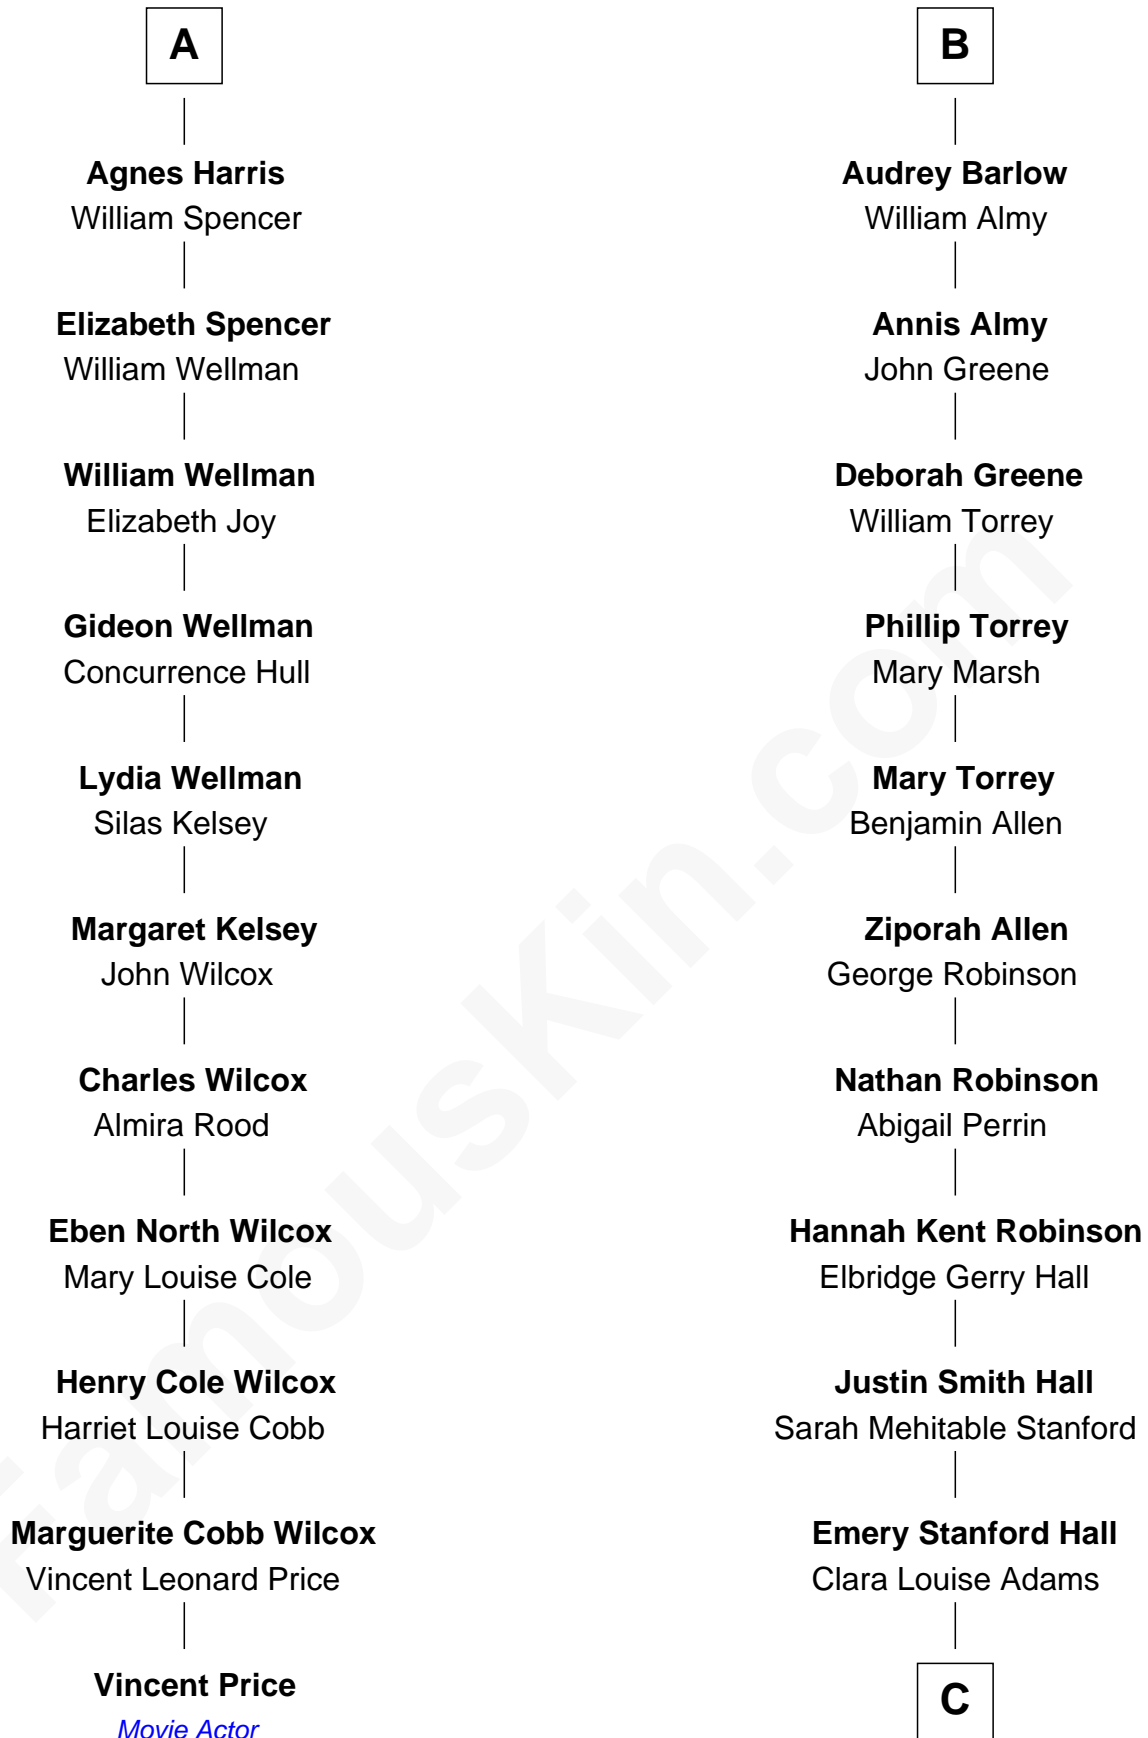 A
Agnes Harris
William Spencer
Elizabeth Spencer
William Wellman
William Wellman
Elizabeth Joy
Gideon Wellman
Concurrence Hull
Lydia Wellman
Silas Kelsey
Margaret Kelsey
John Wilcox
Charles Wilcox
Almira Rood
Eben North Wilcox
Mary Louise Cole
Henry Cole Wilcox
Harriet Louise Cobb
Marguerite Cobb Wilcox
Vincent Leonard Price
Vincent Price
Movie Actor
B
Audrey Barlow
William Almy
Annis Almy
John Greene
Deborah Greene
William Torrey
Phillip Torrey
Mary Marsh
Mary Torrey
Benjamin Allen
Ziporah Allen
George Robinson
Nathan Robinson
Abigail Perrin
Hannah Kent Robinson
Elbridge Gerry Hall
Justin Smith Hall
Sarah Mehitable Stanford
Emery Stanford Hall
Clara Louise Adams
C
FamousKin.com